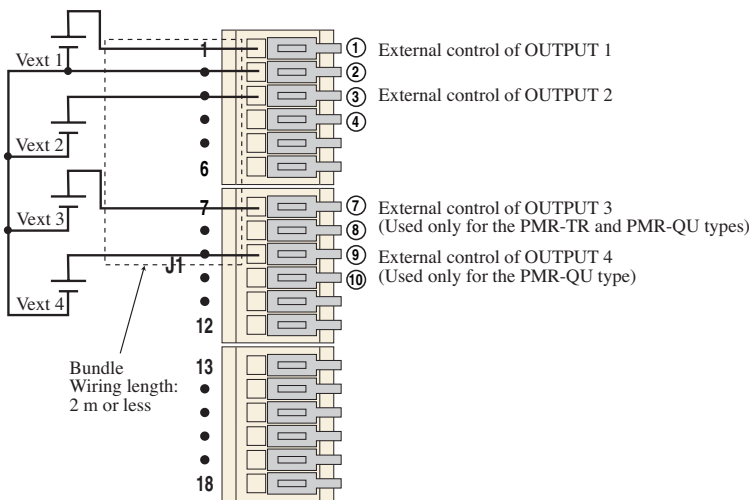 Vext 1
Vext 2
Vext 3
Vext 4
1
6
7
J1
12
13
18
① External control of OUTPUT 1
②
③ External control of OUTPUT 2
④
⑦ External control of OUTPUT 3
⑧ (Used only for the PMR-TR and PMR-QU types)
⑨ External control of OUTPUT 4
⑩ (Used only for the PMR-QU type)
Bundle
Wiring length:
2 m or less